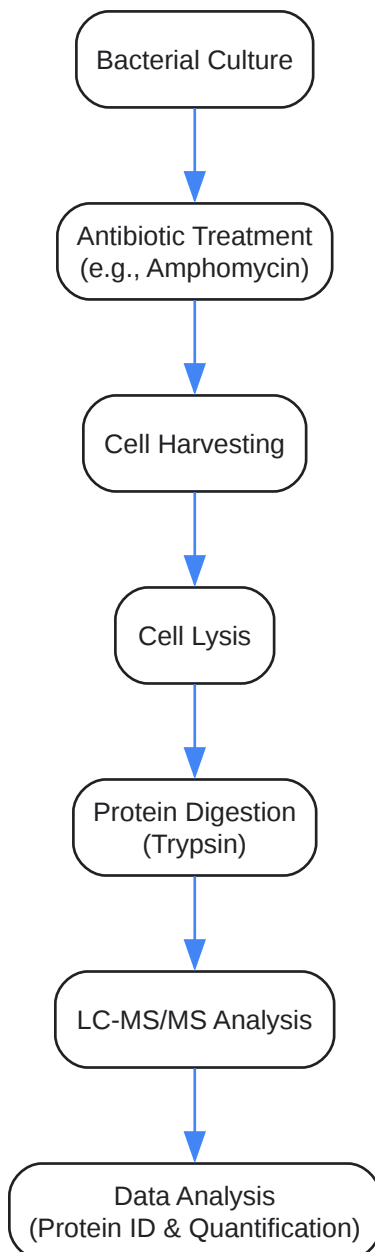 Bacterial Culture
Antibiotic Treatment
(e.g., Amphomycin)
Cell Harvesting
Cell Lysis
Protein Digestion
(Trypsin)
LC-MS/MS Analysis
Data Analysis
(Protein ID & Quantification)